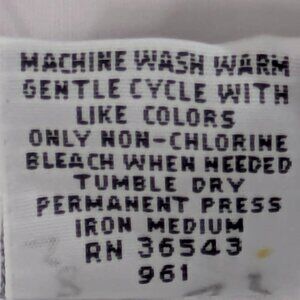 MACHINE WASH WARM
GENTLE CYCLE WITH
LIKE COLORS
ONLY NON-CHLORINE
BLEACH WHEN NEEDED
TUMBLE DRY
PERMANENT PRESS
IRON MEDIUM
RN 36543
961